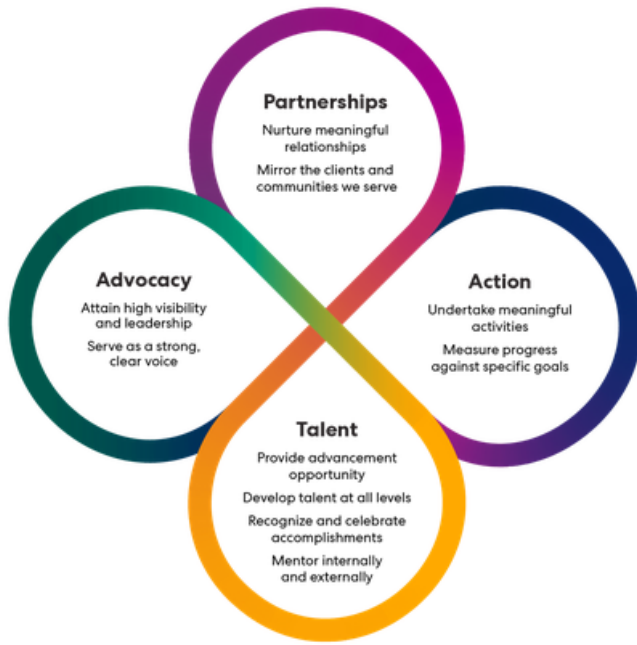 Partnerships
Nurture meaningful
relationships
Mirror the clients and
communities we serve
Advocacy
Attain high visibility
and leadership
Serve as a strong,
clear voice
Action
Undertake meaningful
activities
Measure progress
against specific goals
Talent
Provide advancement
opportunity
Develop talent at all levels
Recognize and celebrate
accomplishments
Mentor internally
and externally